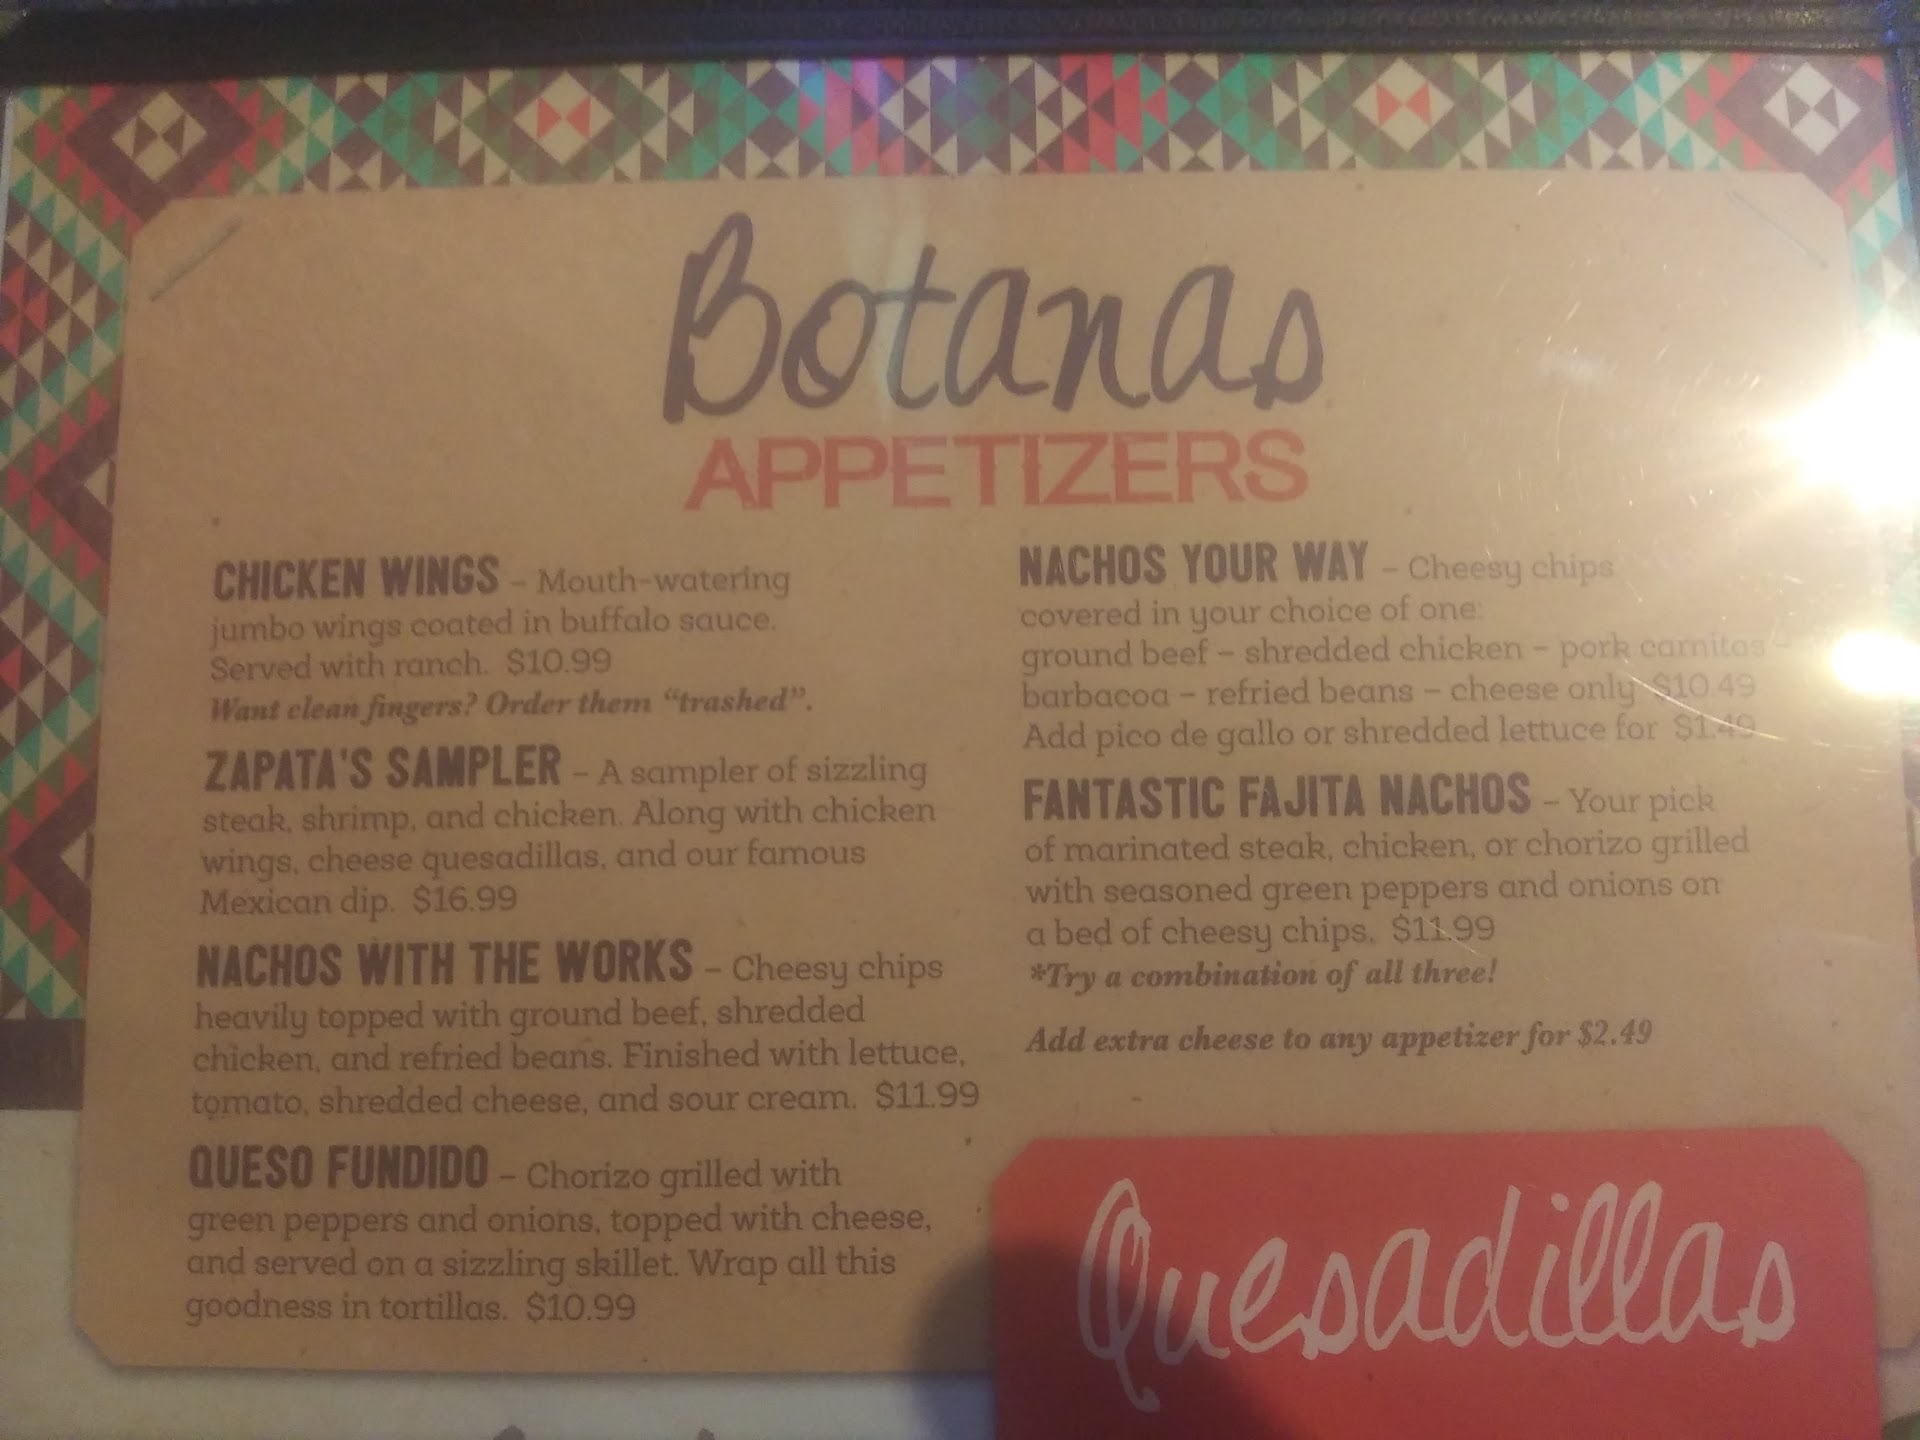 Botanas
APPETIZERS
CHICKEN WINGS – Mouth-watering
jumbo wings coated in buffalo sauce.
Served with ranch. $10.99
Want clean fingers? Order them “trashed”.
ZAPATA'S SAMPLER – A sampler of sizzling
steak, shrimp, and chicken. Along with chicken
wings, cheese quesadillas, and our famous
Mexican dip. $16.99
NACHOS WITH THE WORKS – Cheesy chips
heavily topped with ground beef, shredded
chicken, and refried beans. Finished with lettuce,
tomato, shredded cheese, and sour cream. $11.99
QUESO FUNDIDO – Chorizo grilled with
green peppers and onions, topped with cheese,
and served on a sizzling skillet. Wrap all this
goodness in tortillas. $10.99
NACHOS YOUR WAY – Cheesy chips
covered in your choice of one:
ground beef – shredded chicken – pork carnitas –
barbacoa – refried beans – cheese only $10.49
Add pico de gallo or shredded lettuce for $1.49
FANTASTIC FAJITA NACHOS – Your pick
of marinated steak, chicken, or chorizo grilled
with seasoned green peppers and onions on
a bed of cheesy chips. $11.99
*Try a combination of all three!
Add extra cheese to any appetizer for $2.49
Quesadillas